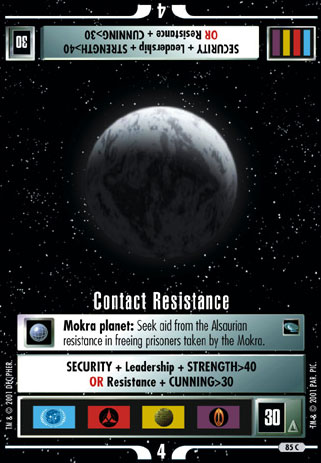 4
SECURITY + Leadership + STRENGTH>40
OR Resistance + CUNNING>30
30
Contact Resistance
Mokra planet: Seek aid from the Alsaurian
resistance in freeing prisoners taken by the Mokra.
SECURITY + Leadership + STRENGTH>40
OR Resistance + CUNNING>30
30
4
85 C
TM & © 2001 DECIPHER.
TM & © 2001 PAR. PIC.